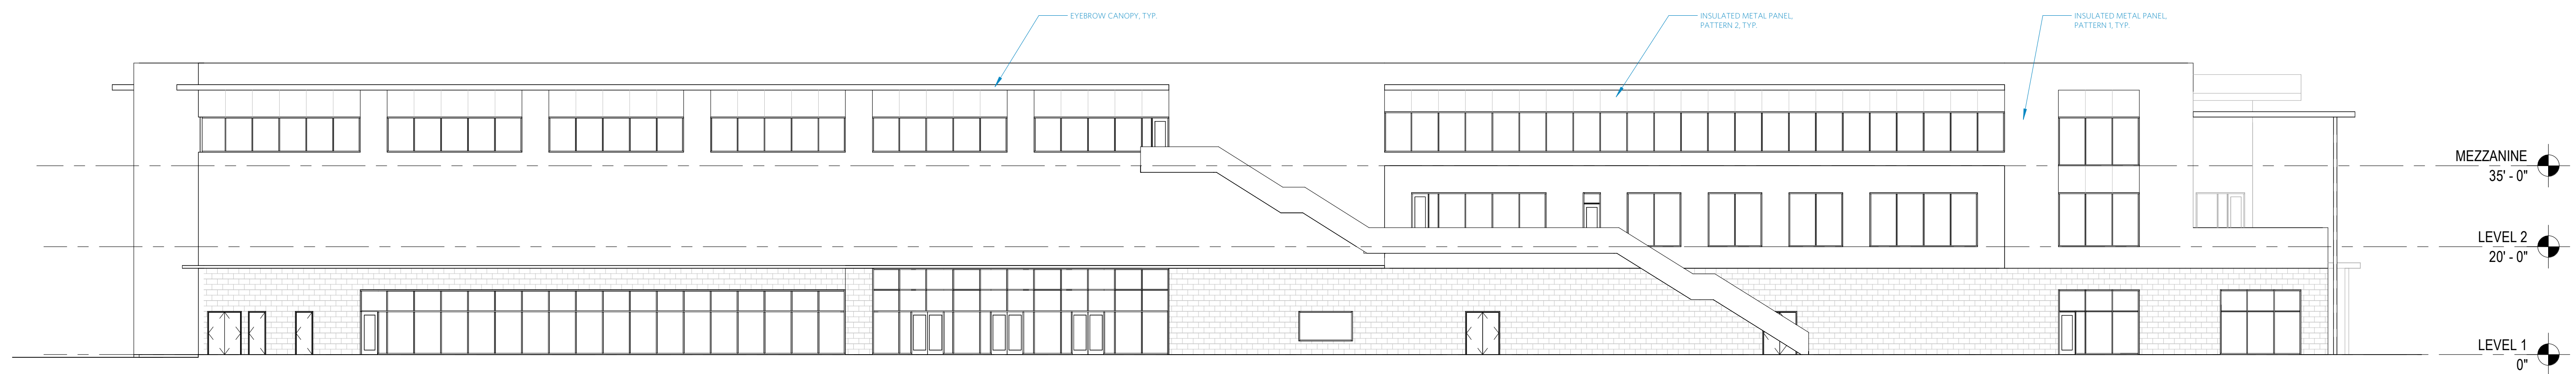 EYEBROW CANOPY, TYP.
INSULATED METAL PANEL,
PATTERN 2, TYP.
INSULATED METAL PANEL,
PATTERN 1, TYP.
MEZZANINE
35' - 0"
LEVEL 2
20' - 0"
LEVEL 1
0"